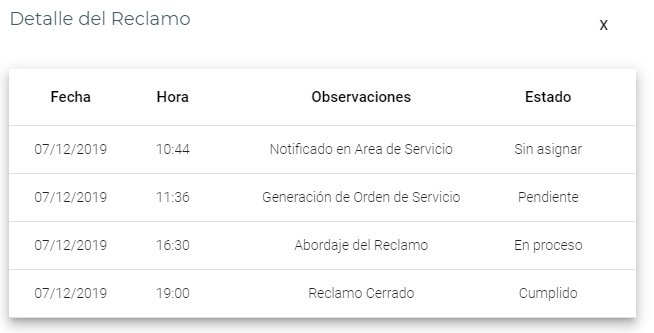 Detalle del Reclamo
x
Fecha Hora Observaciones Estado
07/12/2019 10:44 Notificado en Area de Servicio Sin asignar
07/12/2019 11:36 Generación de Orden de Servicio Pendiente
07/12/2019 16:30 Abordaje del Reclamo En proceso
07/12/2019 19:00 Reclamo Cerrado Cumplido